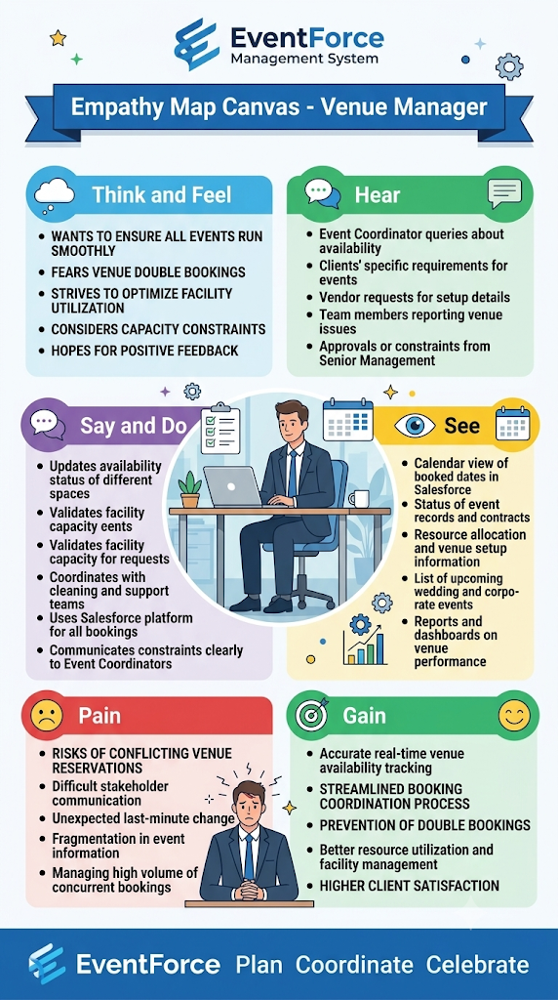 EventForce
Management System
Empathy Map Canvas - Venue Manager
Think and Feel
• WANTS TO ENSURE ALL EVENTS RUN
SMOOTHLY
• FEARS VENUE DOUBLE BOOKINGS
• STRIVES TO OPTIMIZE FACILITY
UTILIZATION
• CONSIDERS CAPACITY CONSTRAINTS
• HOPES FOR POSITIVE FEEDBACK
Hear
• Event Coordinator queries about
availability
• Clients' specific requirements for
events
• Vendor requests for setup details
• Team members reporting venue
issues
• Approvals or constraints from
Senior Management
Say and Do
• Updates availability
status of different
spaces
• Validates facility
capacity eents
• Validates facility
capacity for requests
• Coordinates with
cleaning and support
teams
• Uses Salesforce platform
for all bookings
• Communicates constraints clearly
to Event Coordinators
See
• Calendar view of
booked dates in
Salesforce
• Status of event
records and contracts
• Resource allocation
and venue setup
information
• List of upcoming
wedding and corpo-
rate events
• Reports and
dashboards on
venue
performance
Pain
• RISKS OF CONFLICTING VENUE
RESERVATIONS
• Difficult stakeholder
communication
• Unexpected last-minute change
• Fragmentation in event
information
• Managing high volume of
concurrent bookings
Gain
• Accurate real-time venue
availability tracking
• STREAMLINED BOOKING
COORDINATION PROCESS
• PREVENTION OF DOUBLE BOOKINGS
• Better resource utilization and
facility management
• HIGHER CLIENT SATISFACTION
EventForce Plan Coordinate Celebrate